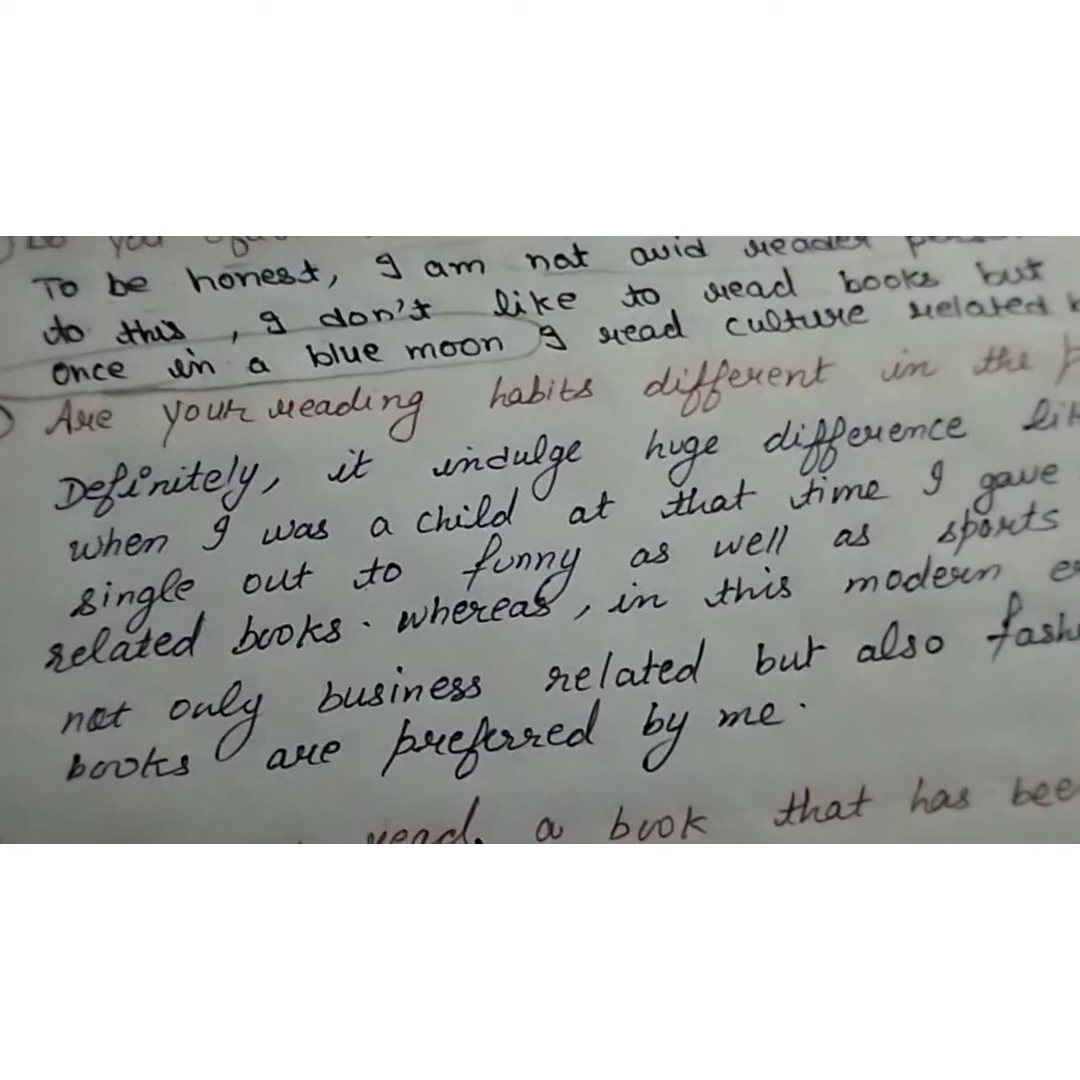 you
To be honest, I am not avid reader
to this, I don't like to read books but
once in a blue moon I read culture related
Are your reading habits different in the
Definitely, it indulge huge difference
when I was a child at that time I gave
single out to funny as well as sports
related books. whereas, in this modern
not only business related but also
books are preferred by me.
read, a book that has